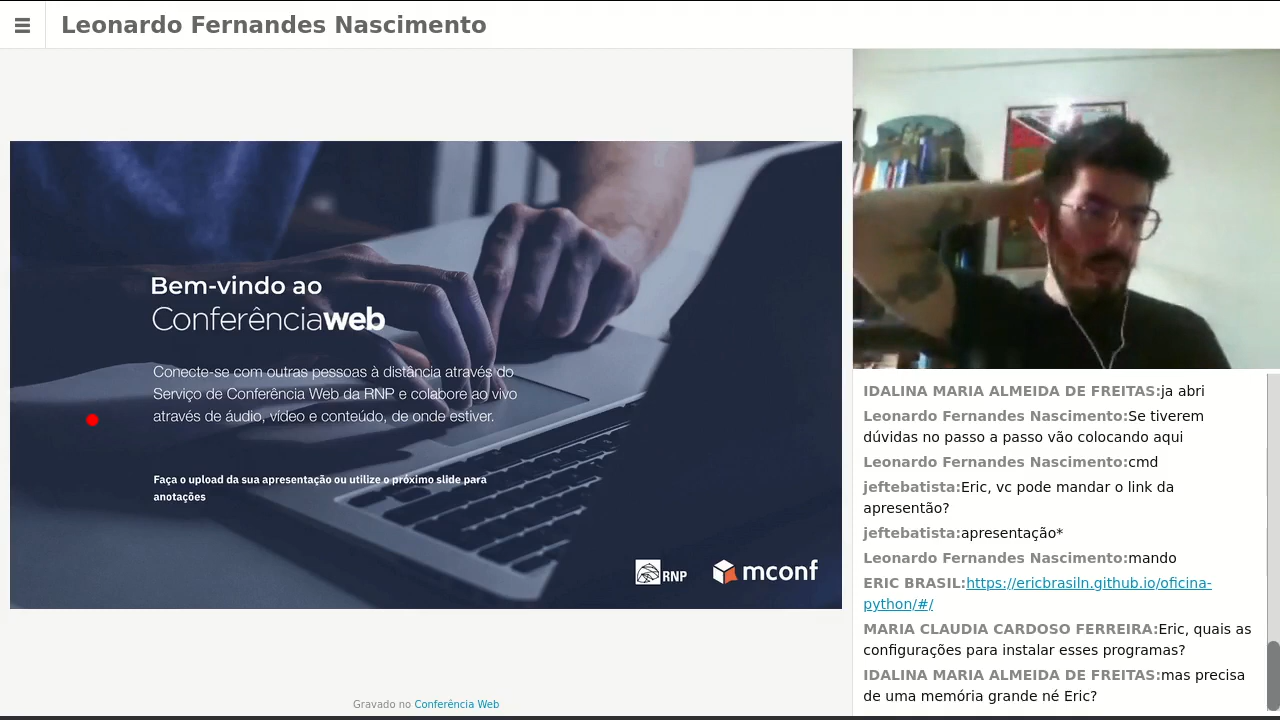 Leonardo Fernandes Nascimento
Bem-vindo ao
Conferênciaweb
Conecte-se com outras pessoas à distância através do
Serviço de Conferência Web da RNP e colabore ao vivo
através de áudio, vídeo e conteúdo, de onde estiver.
Faça o upload da sua apresentação ou utilize o próximo slide para
anotações
RNP
mconf
Gravado no Conferência Web
IDALINA MARIA ALMEIDA DE FREITAS:ja abri
Leonardo Fernandes Nascimento:Se tiverem
dúvidas no passo a passo vão colocando aqui
Leonardo Fernandes Nascimento:cmd
jeftebatista:Eric, vc pode mandar o link da
apresentão?
jeftebatista:apresentação*
Leonardo Fernandes Nascimento:mando
ERIC BRASIL:https://ericbrasiln.github.io/oficina-
python/#/
MARIA CLAUDIA CARDOSO FERREIRA:Eric, quais as
configurações para instalar esses programas?
IDALINA MARIA ALMEIDA DE FREITAS:mas precisa
de uma memória grande né Eric?